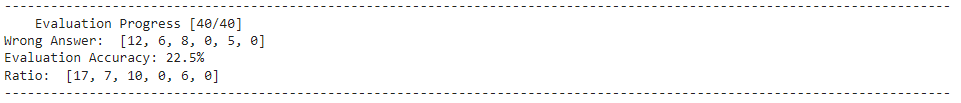 Evaluation Progress [40/40]
Wrong Answer:  [12, 6, 8, 0, 5, 0]
Evaluation Accuracy: 22.5%
Ratio:  [17, 7, 10, 0, 6, 0]